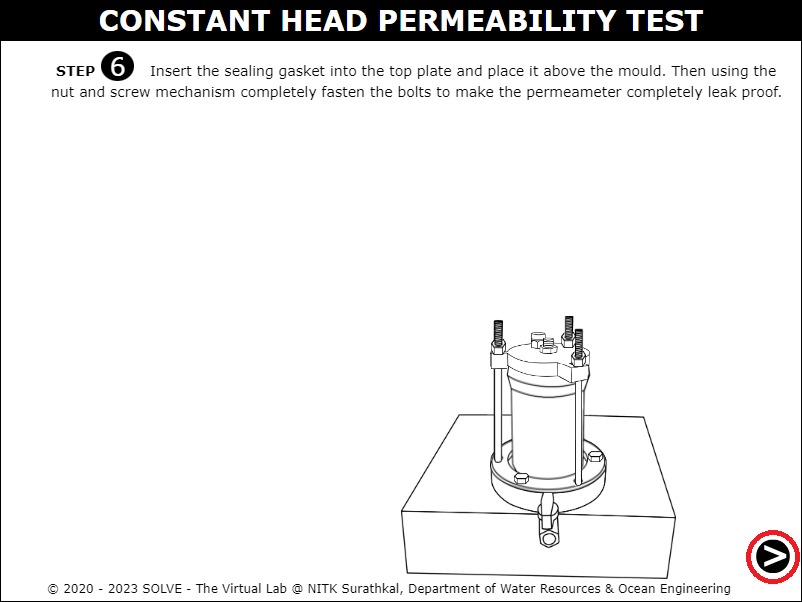 CONSTANT HEAD PERMEABILITY TEST
STEP 6 Insert the sealing gasket into the top plate and place it above the mould. Then using the
nut and screw mechanism completely fasten the bolts to make the permeameter completely leak proof.
>
© 2020 - 2023 SOLVE - The Virtual Lab @ NITK Surathkal, Department of Water Resources & Ocean Engineering